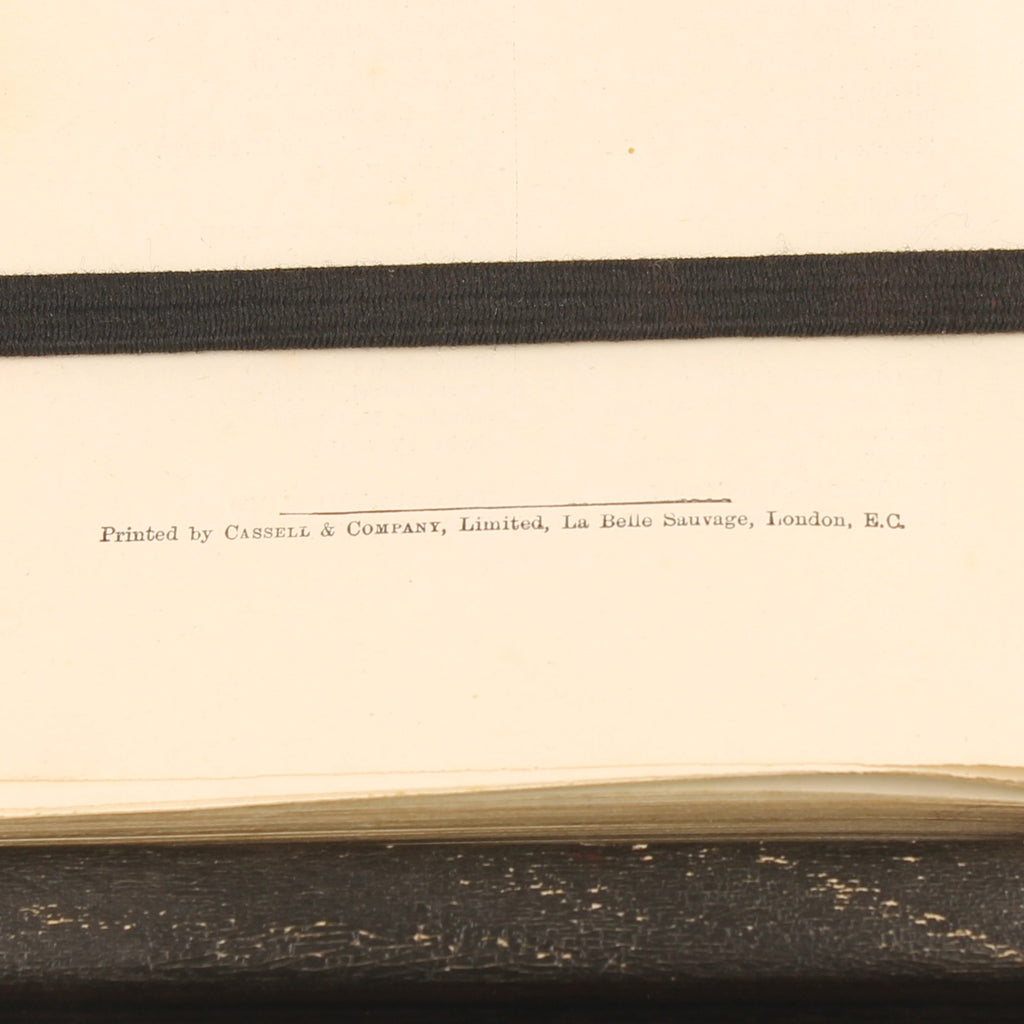 Printed by CASSELL & COMPANY, Limited, La Belle Sauvage, London, E.C.